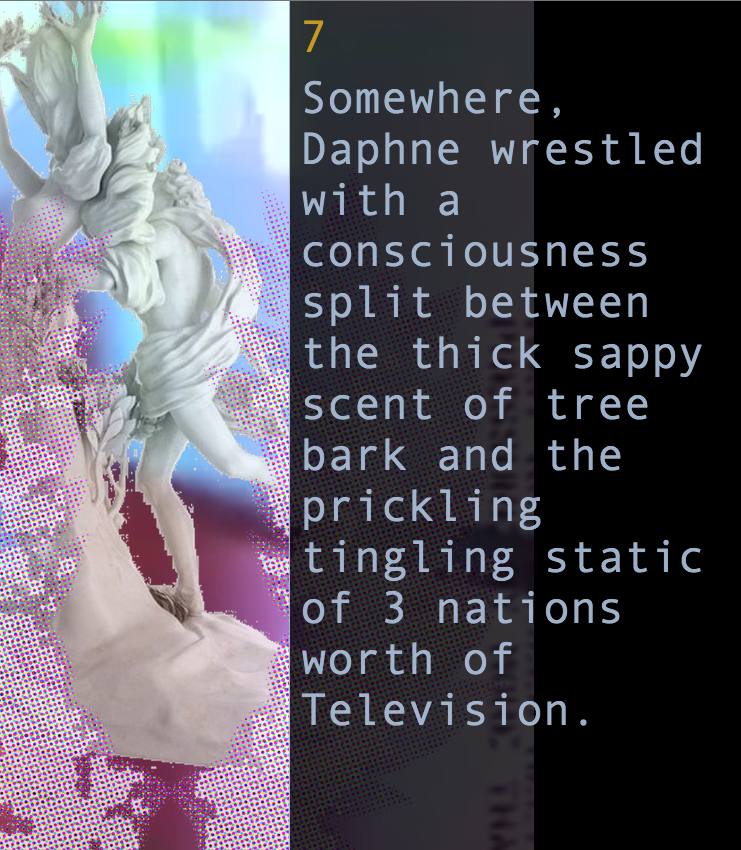 7
Somewhere,
Daphne wrestled
with a
consciousness
split between
the thick sappy
scent of tree
bark and the
prickling
tingling static
of 3 nations
worth of
Television.